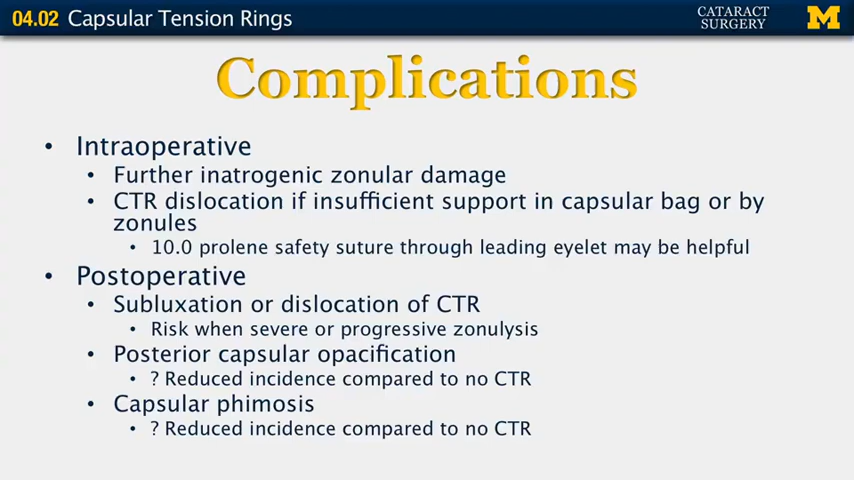 04.02 Capsular Tension Rings
CATARACT
SURGERY
M
Complications
• Intraoperative
• Further inatrogenic zonular damage
• CTR dislocation if insufficient support in capsular bag or by
zonules
• 10.0 prolene safety suture through leading eyelet may be helpful
• Postoperative
• Subluxation or dislocation of CTR
• Risk when severe or progressive zonulysis
• Posterior capsular opacification
• ? Reduced incidence compared to no CTR
• Capsular phimosis
• ? Reduced incidence compared to no CTR